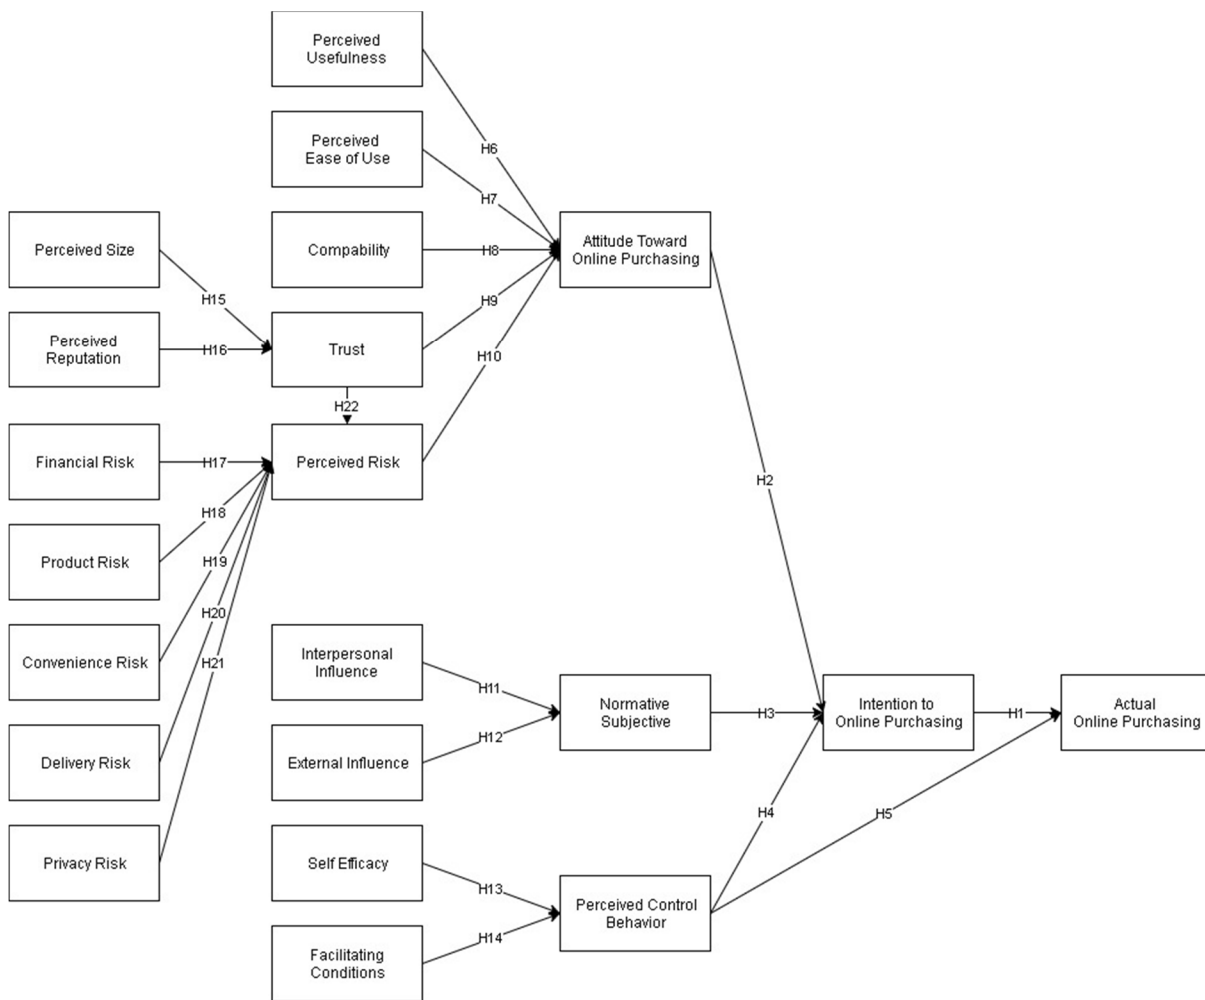 Perceived
Usefulness
H6
Perceived
Ease of Use
H7
Perceived Size
Compability
H8
Attitude Toward
Online Purchasing
H15
H9
Perceived
Reputation
H16
Trust
H10
H22
Financial Risk
H17
Perceived Risk
H2
H18
Product Risk
H19
H20
Convenience Risk
H21
Interpersonal
Influence
H11
Normative
Subjective
H3
Intention to
Online Purchasing
H1
Actual
Online Purchasing
H12
Delivery Risk
External Influence
H4
H5
Privacy Risk
Self Efficacy
H13
Perceived Control
Behavior
H14
Facilitating
Conditions